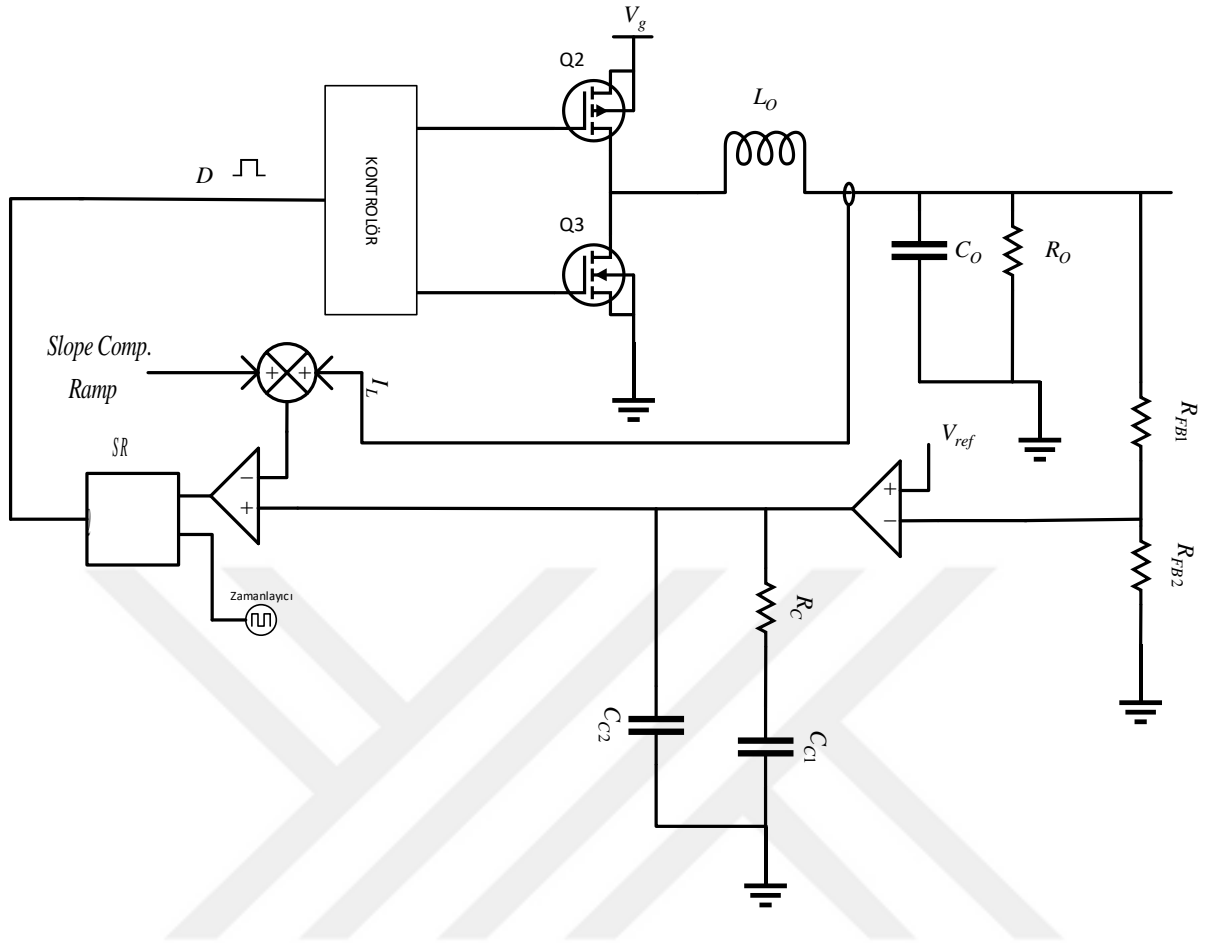 V_g
Q2
L_O
KONTROLÖR
D
Q3
C_O
R_O
Slope Comp.
Ramp
+
+
I_L
SR
R_FB1
V_ref
−
+
+
−
R_FB2
Zamanlayıcı
R_C
C_C2
C_C1